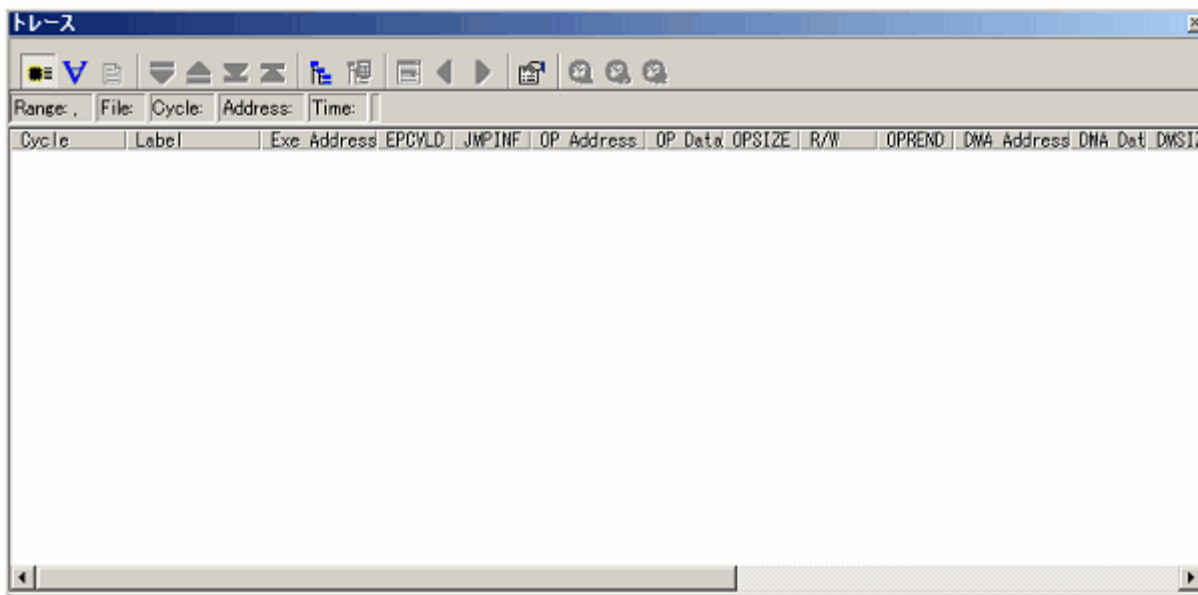 トレース
Range: , File: Cycle: Address: Time:
Cycle Label Exe Address EPCVLD JMPINF OP Address OP Data OPSIZE R/W OPREND DMA Address DMA Dat DMSIZ